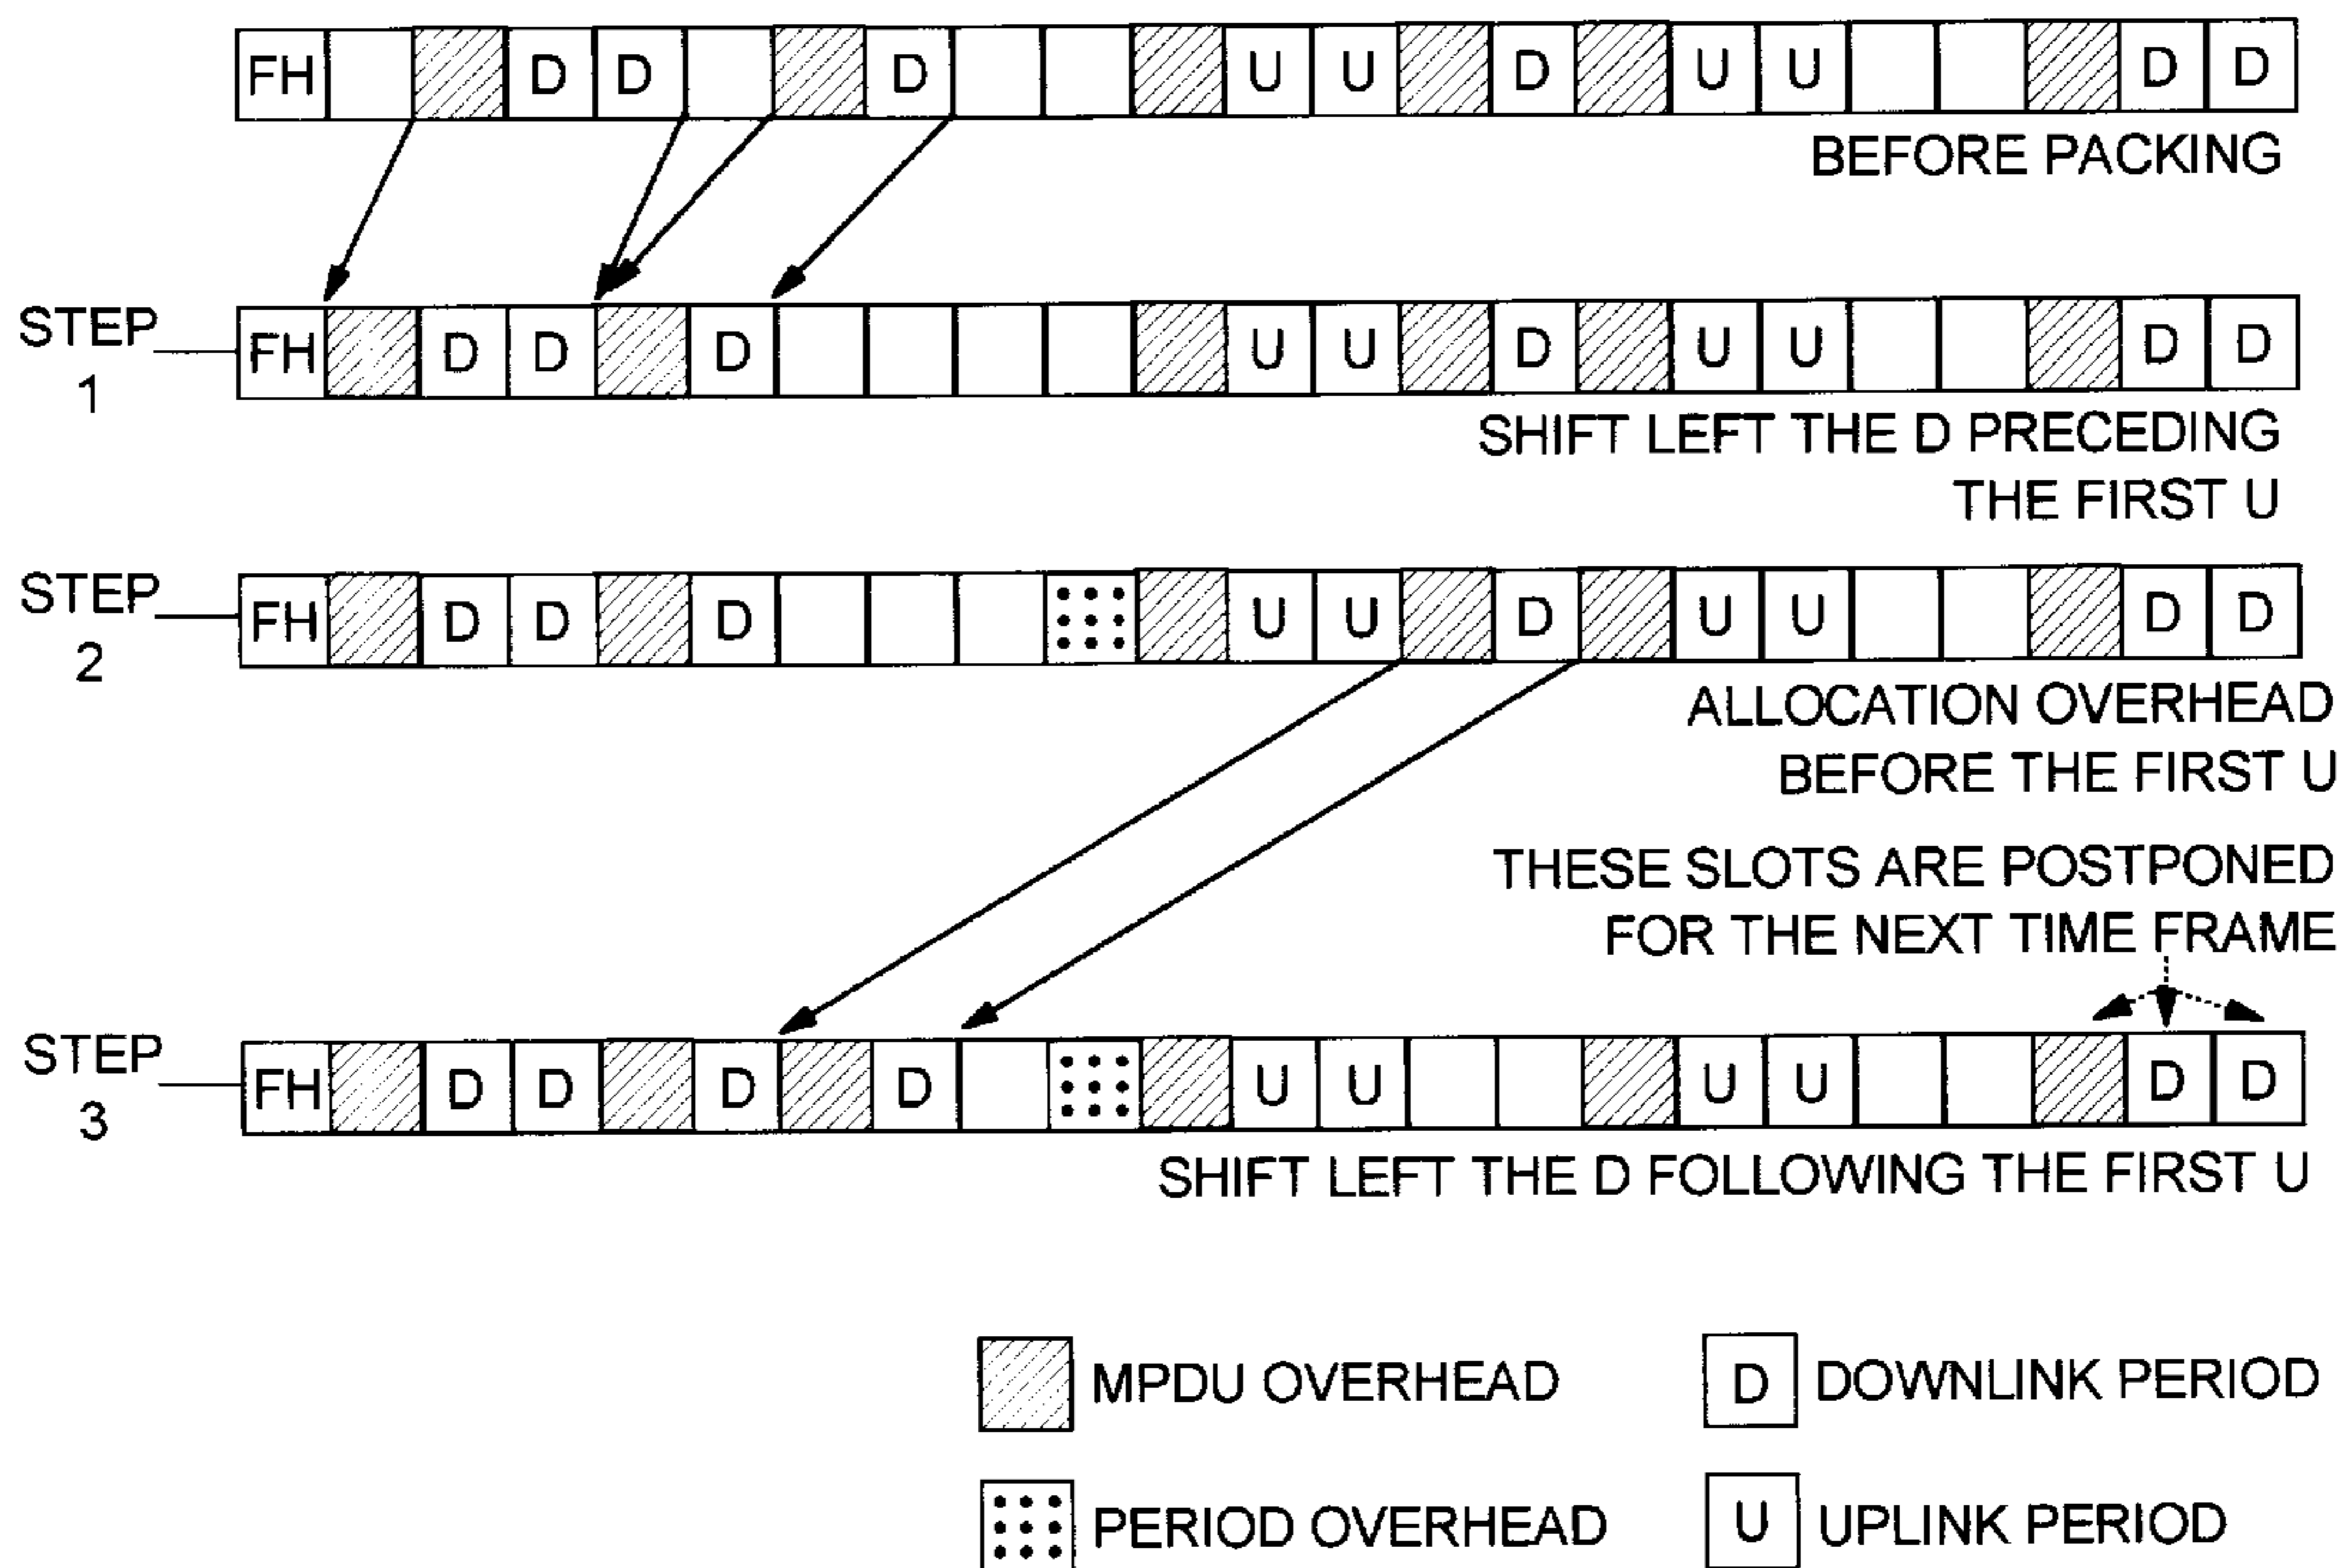 FH D D D U U D U U D D
BEFORE PACKING
STEP 1
FH D D D U U D U U D D
SHIFT LEFT THE D PRECEDING
THE FIRST U
STEP 2
FH D D D U U D U U D D
ALLOCATION OVERHEAD
BEFORE THE FIRST U
THESE SLOTS ARE POSTPONED
FOR THE NEXT TIME FRAME
STEP 3
FH D D D D U U U U D D
SHIFT LEFT THE D FOLLOWING THE FIRST U
MPDU OVERHEAD
D DOWNLINK PERIOD
PERIOD OVERHEAD
U UPLINK PERIOD